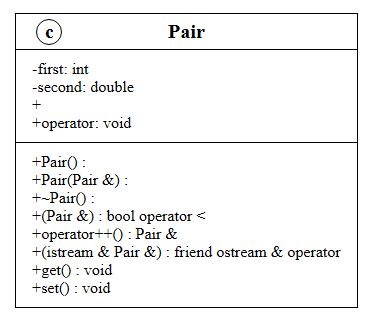 c Pair
-first: int
-second: double
+
+operator: void
+Pair() :
+Pair(Pair &) :
+~Pair() :
+(Pair &) : bool operator <
+operator++() : Pair &
+(istream & Pair &) : friend ostream & operator
+get() : void
+set() : void